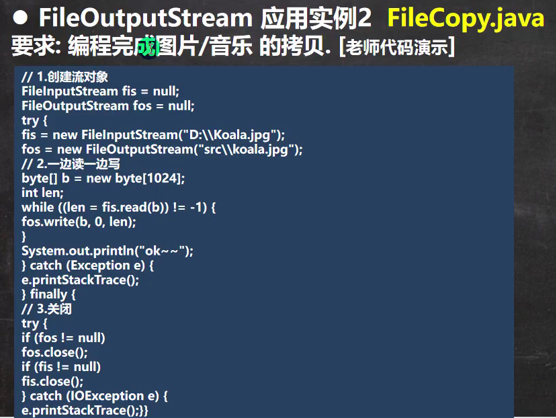 ● FileOutputStream 应用实例2 FileCopy.java
要求: 编程完成图片/音乐 的拷贝. [老师代码演示]
// 1.创建流对象
FileInputStream fis = null;
FileOutputStream fos = null;
try {
fis = new FileInputStream("D:\\Koala.jpg");
fos = new FileOutputStream("src\\koala.jpg");
// 2.一边读一边写
byte[] b = new byte[1024];
int len;
while ((len = fis.read(b)) != -1) {
fos.write(b, 0, len);
}
System.out.println("ok~~");
} catch (Exception e) {
e.printStackTrace();
} finally {
// 3.关闭
try {
if (fos != null)
fos.close();
if (fis != null)
fis.close();
} catch (IOException e) {
e.printStackTrace();}}